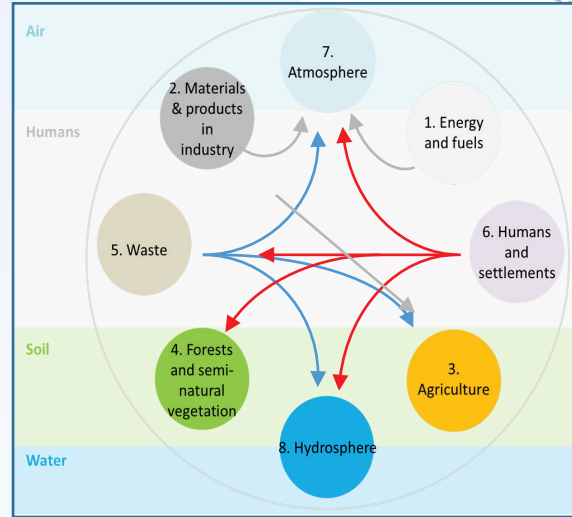 Air
7.
Atmosphere
2. Materials
& products
in
industry
1. Energy
and fuels
Humans
5. Waste
6. Humans
and
settlements
Soil
4. Forests
and semi-
natural
vegetation
3.
Agriculture
8. Hydrosphere
Water